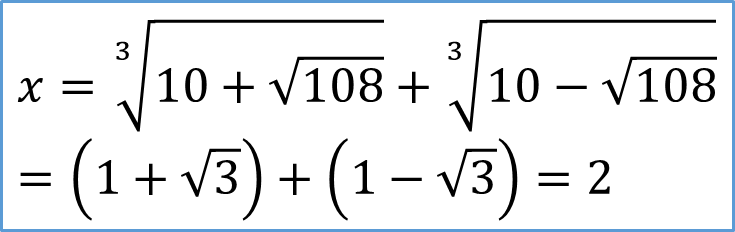 x = ∛(10 + √108) + ∛(10 − √108)
= (1 + √3) + (1 − √3) = 2